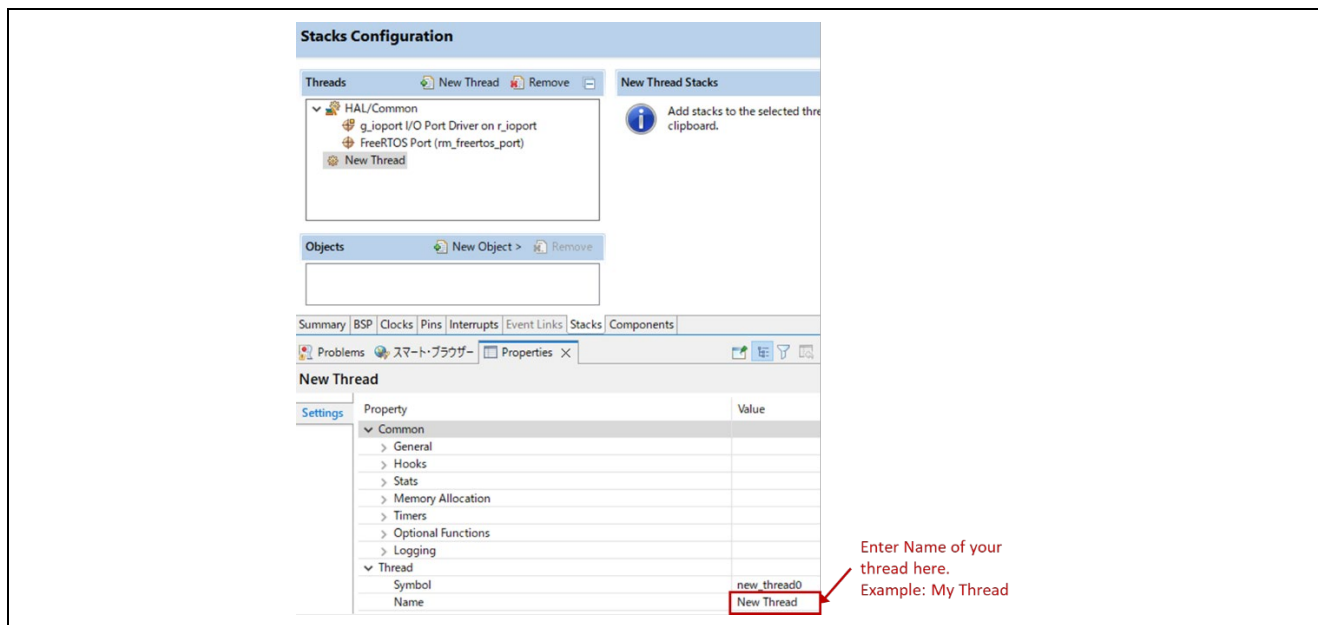 Stacks Configuration
Threads New Thread Remove
HAL/Common
g_ioport I/O Port Driver on r_ioport
FreeRTOS Port (rm_freertos_port)
New Thread
New Thread Stacks
Add stacks to the selected thre
clipboard.
Objects New Object > Remove
Summary BSP Clocks Pins Interrupts Event Links Stacks Components
Problems スマート・ブラウザー Properties
New Thread
Settings
Property Value
Common
General
Hooks
Stats
Memory Allocation
Timers
Optional Functions
Logging
Thread
Symbol new_thread0
Name New Thread
Enter Name of your
thread here.
Example: My Thread